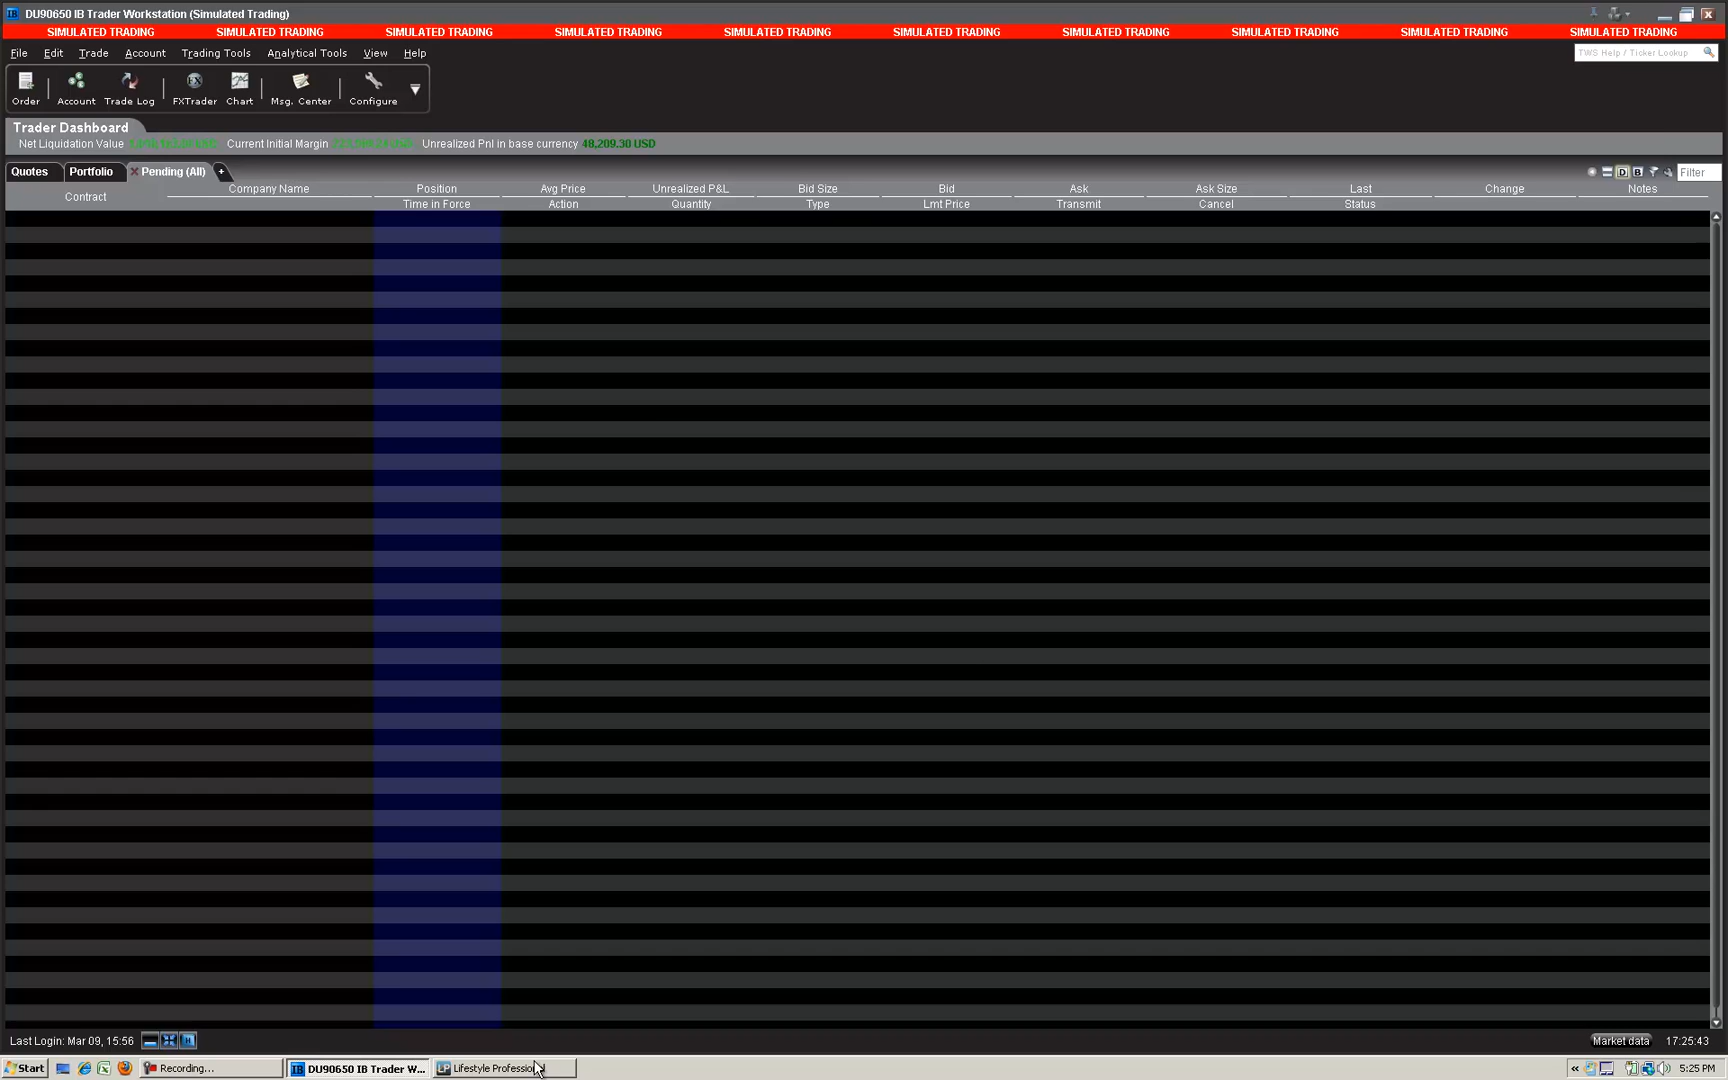 DU90650 IB Trader Workstation (Simulated Trading)
SIMULATED TRADING SIMULATED TRADING SIMULATED TRADING SIMULATED TRADING SIMULATED TRADING SIMULATED TRADING SIMULATED TRADING SIMULATED TRADING SIMULATED TRADING SIMULATED TRADING
File Edit Trade Account Trading Tools Analytical Tools View Help
TWS Help / Ticker Lookup
Order Account Trade Log FXTrader Chart Msg. Center Configure
Trader Dashboard
Net Liquidation Value Current Initial Margin Unrealized Pnl in base currency 48,209.30 USD
Quotes Portfolio Pending (All) + D B Filter
Contract
Company Name Position Avg Price Unrealized P&L Bid Size Bid Ask Ask Size Last Change Notes
Time in Force Action Quantity Type Lmt Price Transmit Cancel Status
Last Login: Mar 09, 15:56
Market data 17:25:43
Start Recording... IB DU90650 IB Trader W... LP Lifestyle Professional
« 5:25 PM